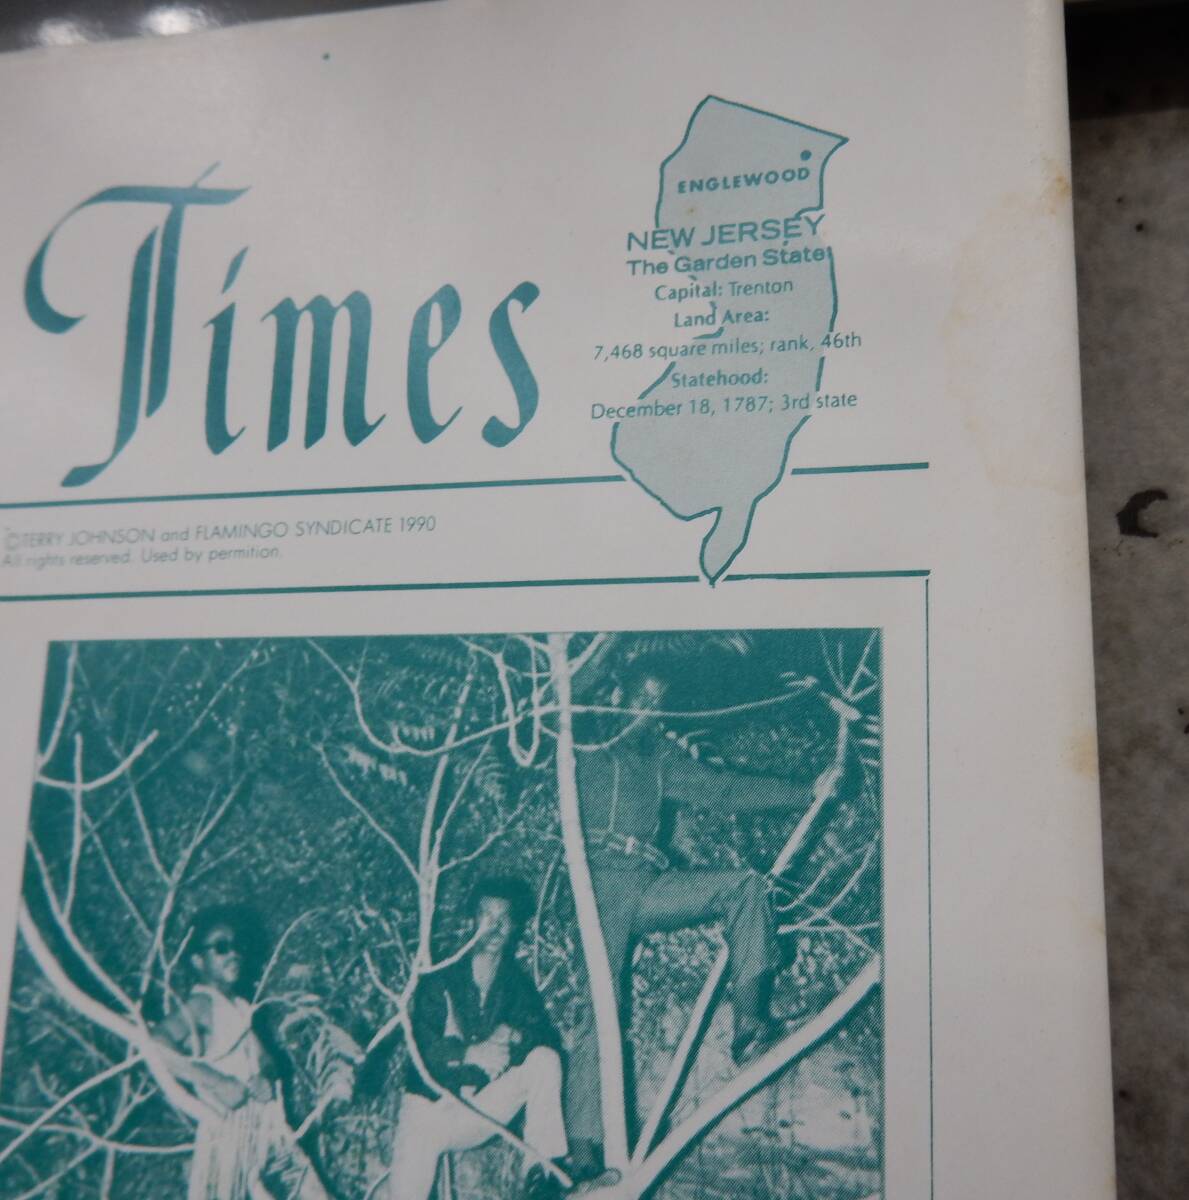 Times
ENGLEWOOD
NEW JERSEY
The Garden State
Capital: Trenton
Land Area:
7,468 square miles; rank, 46th
Statehood:
December 18, 1787; 3rd state
©TERRY JOHNSON and FLAMINGO SYNDICATE 1990
All rights reserved. Used by permition.